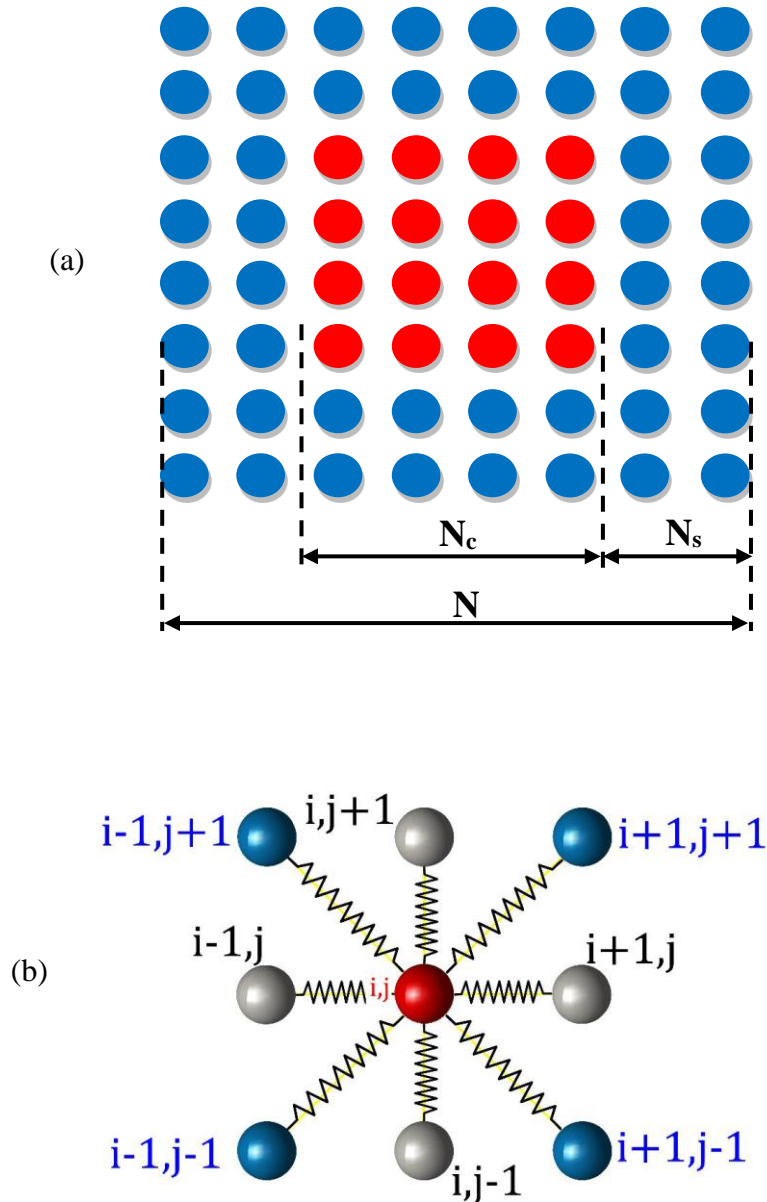 (a)
Nc
Ns
N
(b)
i-1,j+1
i,j+1
i+1,j+1
i-1,j
i,j
i+1,j
i-1,j-1
i,j-1
i+1,j-1